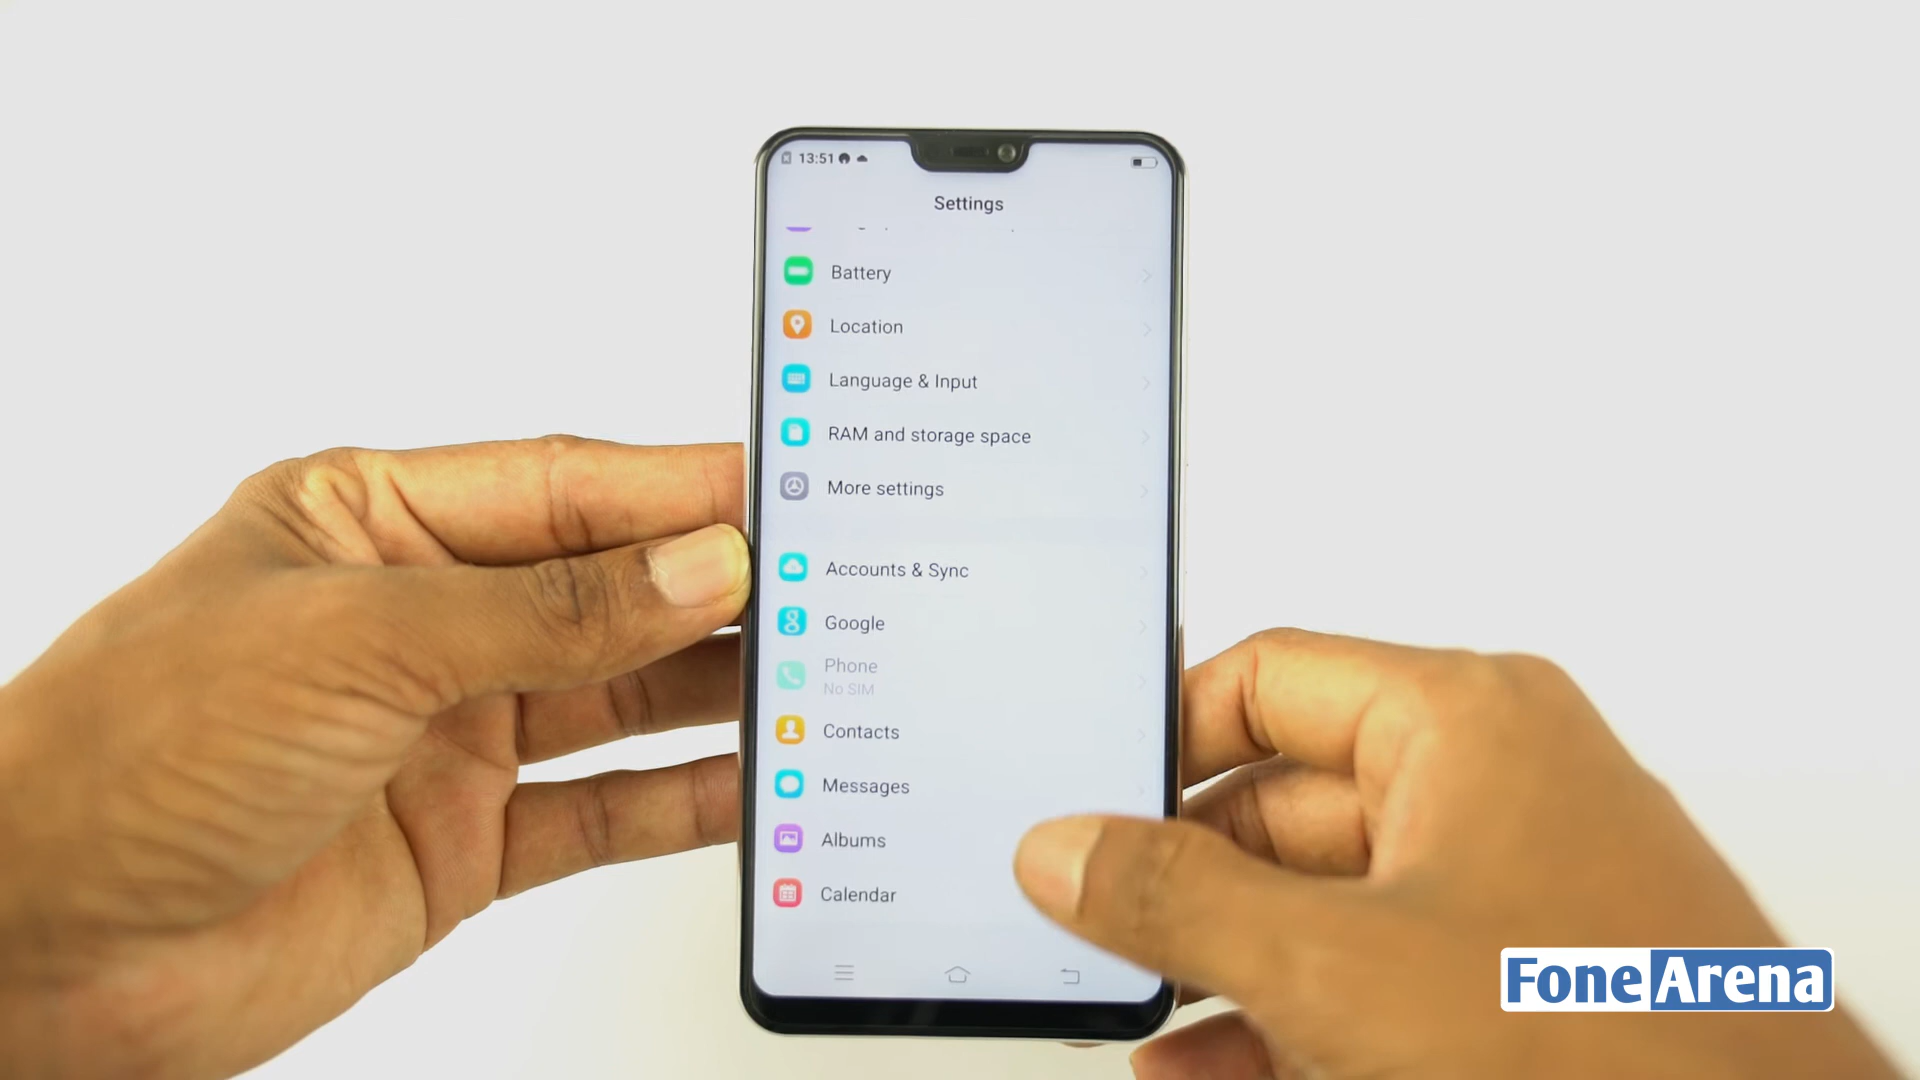 13:51
Settings
Battery
Location
Language & Input
RAM and storage space
More settings
Accounts & Sync
Google
Phone
No SIM
Contacts
Messages
Albums
Calendar
FoneArena